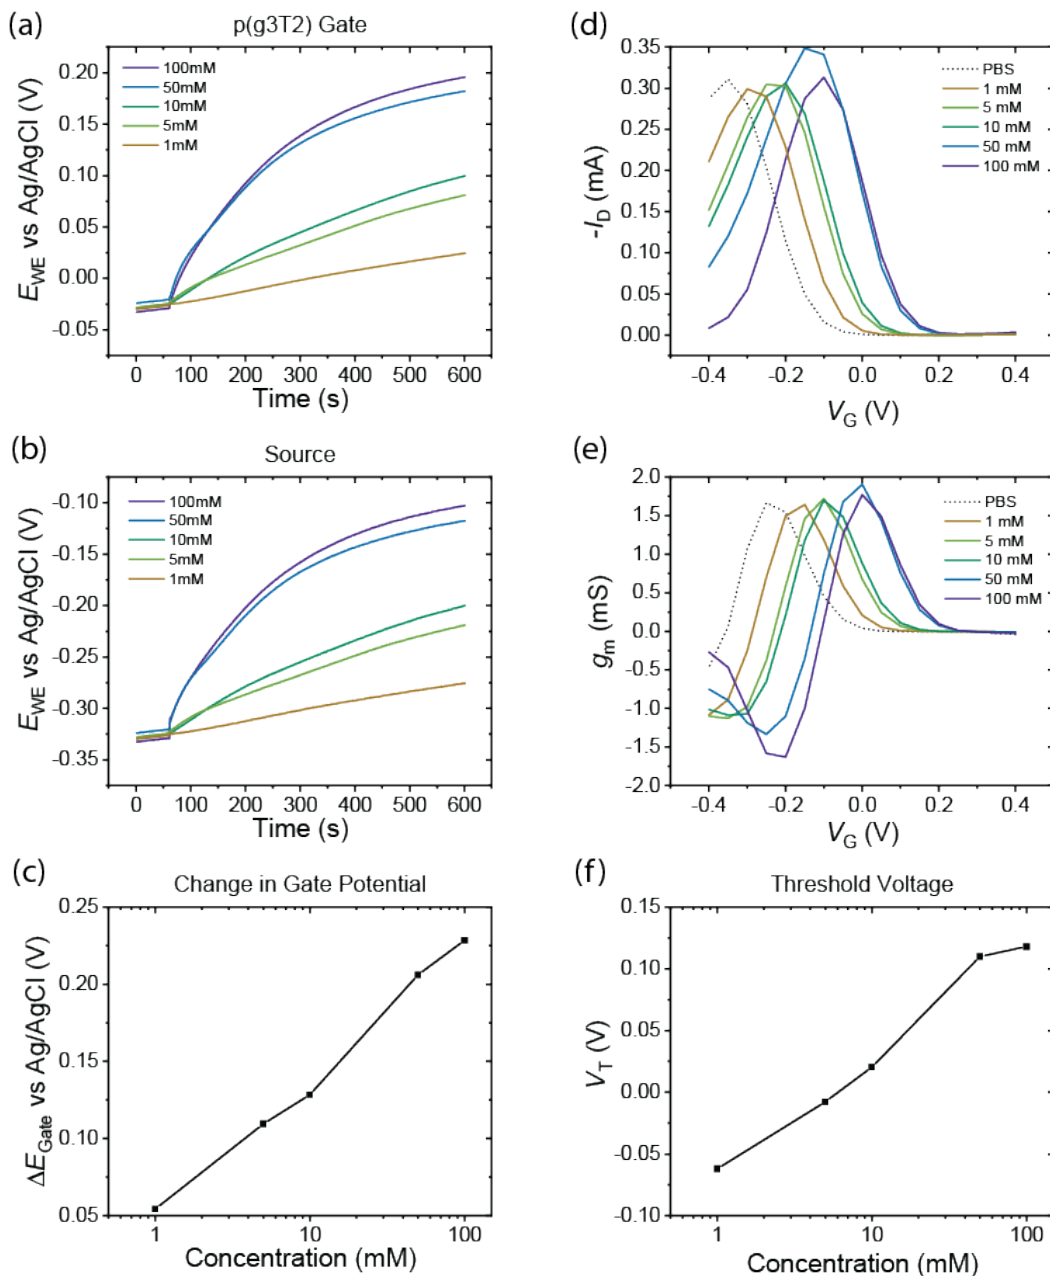 (a)
p(g3T2) Gate
E_WE vs Ag/AgCl (V)
0.20
0.15
0.10
0.05
0.00
-0.05
100mM
50mM
10mM
5mM
1mM
0 100 200 300 400 500 600
Time (s)
(d)
-I_D (mA)
0.35
0.30
0.25
0.20
0.15
0.10
0.05
0.00
PBS
1 mM
5 mM
10 mM
50 mM
100 mM
-0.4 -0.2 0.0 0.2 0.4
V_G (V)
(b)
Source
E_WE vs Ag/AgCl (V)
-0.10
-0.15
-0.20
-0.25
-0.30
-0.35
100mM
50mM
10mM
5mM
1mM
0 100 200 300 400 500 600
Time (s)
(e)
g_m (mS)
2.0
1.5
1.0
0.5
0.0
-0.5
-1.0
-1.5
-2.0
PBS
1 mM
5 mM
10 mM
50 mM
100 mM
-0.4 -0.2 0.0 0.2 0.4
V_G (V)
(c)
Change in Gate Potential
ΔE_Gate vs Ag/AgCl (V)
0.25
0.20
0.15
0.10
0.05
1 10 100
Concentration (mM)
(f)
Threshold Voltage
V_T (V)
0.15
0.10
0.05
0.00
-0.05
-0.10
1 10 100
Concentration (mM)